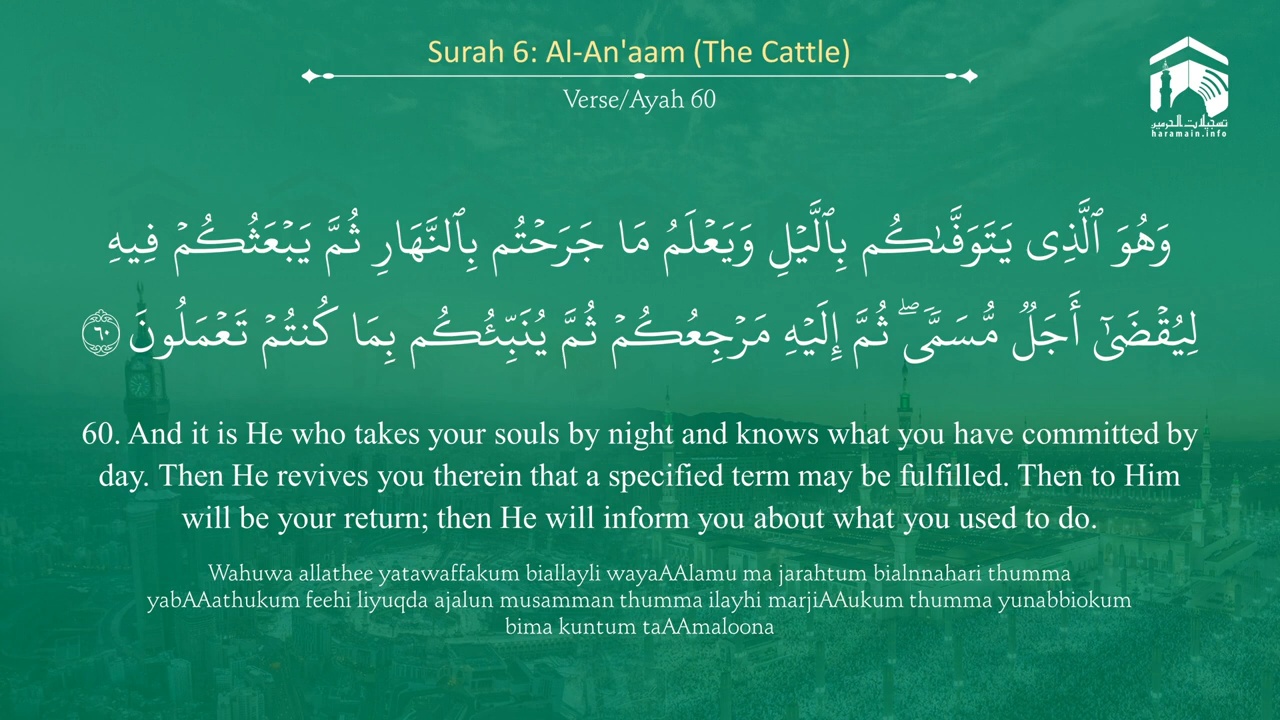 Surah 6: Al-An'aam (The Cattle)
Verse/Ayah 60
تسجيلات الحرمين
haramain.info
وَهُوَ ٱلَّذِى يَتَوَفَّىٰكُم بِٱلَّيْلِ وَيَعْلَمُ مَا جَرَحْتُم بِٱلنَّهَارِ ثُمَّ يَبْعَثُكُمْ فِيهِ
لِيُقْضَىٰٓ أَجَلٌ مُّسَمًّى ۖ ثُمَّ إِلَيْهِ مَرْجِعُكُمْ ثُمَّ يُنَبِّئُكُم بِمَا كُنتُمْ تَعْمَلُونَ ٦٠
60. And it is He who takes your souls by night and knows what you have committed by
day. Then He revives you therein that a specified term may be fulfilled. Then to Him
will be your return; then He will inform you about what you used to do.
Wahuwa allathee yatawaffakum biallayli wayaAAlamu ma jarahtum bialnnahari thumma
yabAAathukum feehi liyuqda ajalun musamman thumma ilayhi marjiAAukum thumma yunabbiokum
bima kuntum taAAmaloona